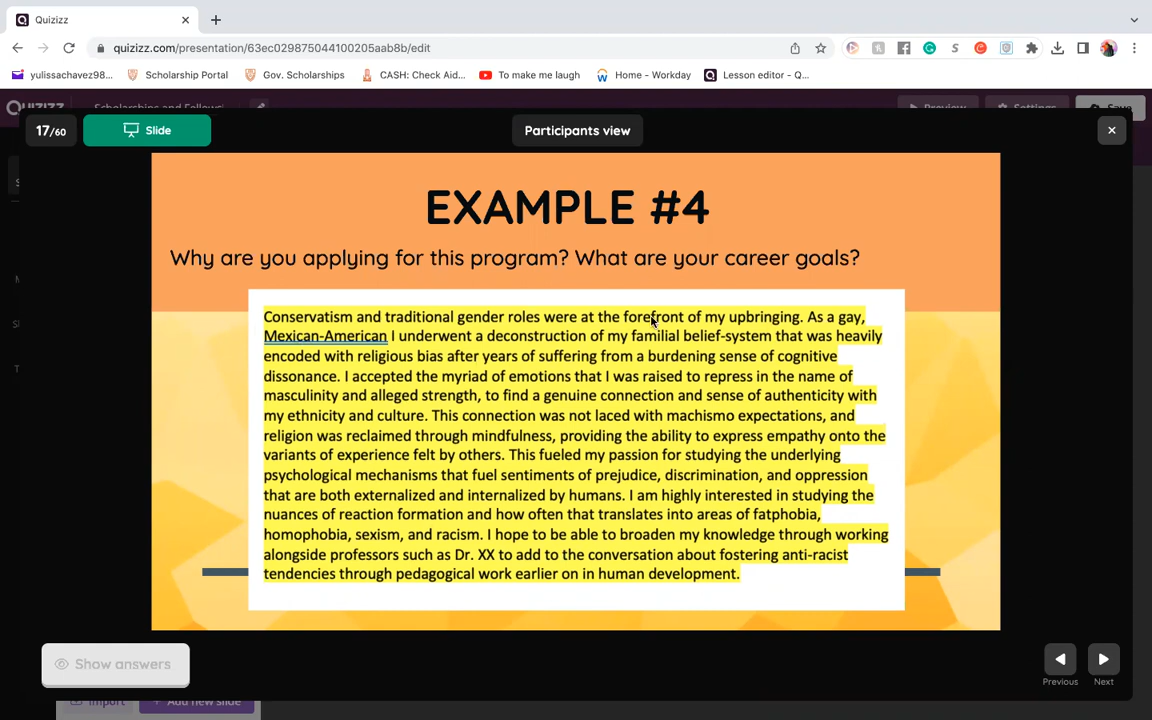 Quizizz
quizizz.com/presentation/63ec029875044100205aab8b/edit
yulissachavez98... Scholarship Portal Gov. Scholarships CASH: Check Aid... To make me laugh Home - Workday Lesson editor - Q...
Preview Settings Save
17/60 Slide Participants view
EXAMPLE #4
Why are you applying for this program? What are your career goals?
Conservatism and traditional gender roles were at the forefront of my upbringing. As a gay,
Mexican-American I underwent a deconstruction of my familial belief-system that was heavily
encoded with religious bias after years of suffering from a burdening sense of cognitive
dissonance. I accepted the myriad of emotions that I was raised to repress in the name of
masculinity and alleged strength, to find a genuine connection and sense of authenticity with
my ethnicity and culture. This connection was not laced with machismo expectations, and
religion was reclaimed through mindfulness, providing the ability to express empathy onto the
variants of experience felt by others. This fueled my passion for studying the underlying
psychological mechanisms that fuel sentiments of prejudice, discrimination, and oppression
that are both externalized and internalized by humans. I am highly interested in studying the
nuances of reaction formation and how often that translates into areas of fatphobia,
homophobia, sexism, and racism. I hope to be able to broaden my knowledge through working
alongside professors such as Dr. XX to add to the conversation about fostering anti-racist
tendencies through pedagogical work earlier on in human development.
Show answers
Previous Next
Import + Add new slide